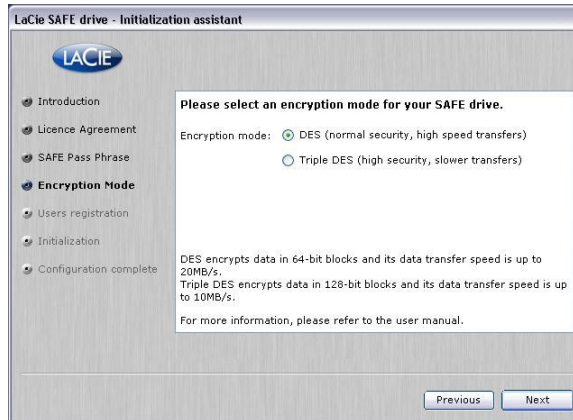 LaCie SAFE drive - Initialization assistant
LACIE
Introduction
Licence Agreement
SAFE Pass Phrase
Encryption Mode
Users registration
Initialization
Configuration complete
Please select an encryption mode for your SAFE drive.
Encryption mode: DES (normal security, high speed transfers)
Triple DES (high security, slower transfers)
DES encrypts data in 64-bit blocks and its data transfer speed is up to
20MB/s.
Triple DES encrypts data in 128-bit blocks and its data transfer speed is up
to 10MB/s.
For more information, please refer to the user manual.
Previous Next